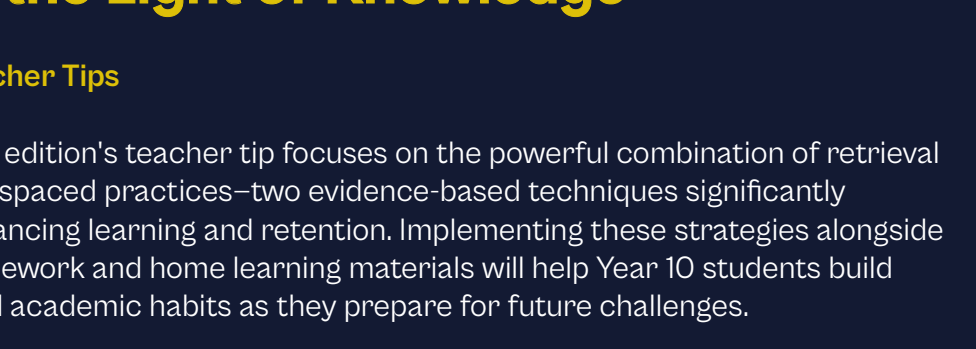 the Light of Knowledge
cher Tips
edition's teacher tip focuses on the powerful combination of retrieval
spaced practices–two evidence-based techniques significantly
ancing learning and retention. Implementing these strategies alongside
ework and home learning materials will help Year 10 students build
academic habits as they prepare for future challenges.